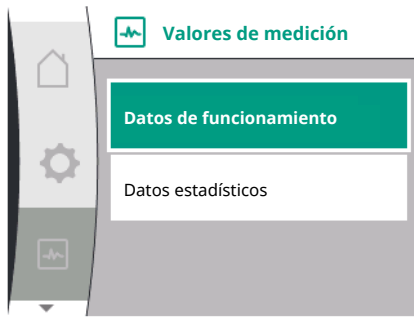 Valores de medición
Datos de funcionamiento
Datos estadísticos